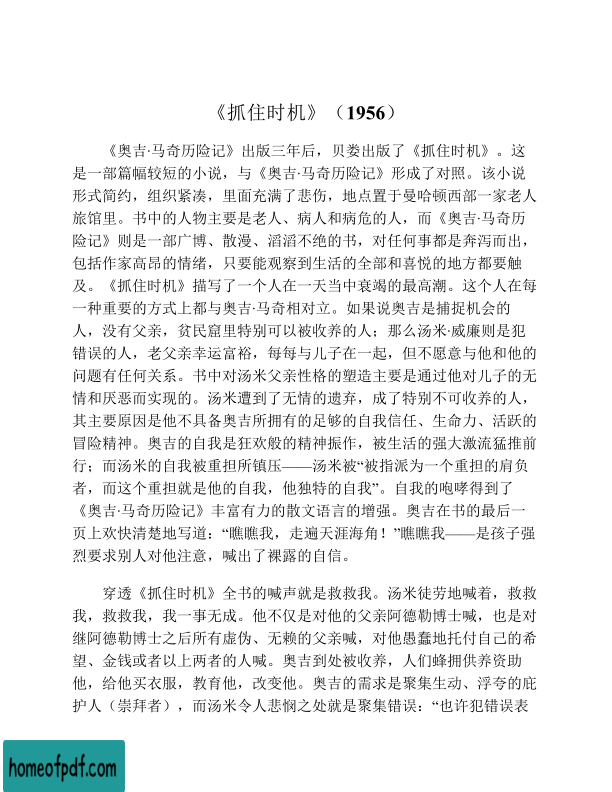 《抓住时机》（1956）
《奥吉·马奇历险记》出版三年后，贝娄出版了《抓住时机》。这
是一部篇幅较短的小说，与《奥吉·马奇历险记》形成了对照。该小说
形式简约，组织紧凑，里面充满了悲伤，地点置于曼哈顿西部一家老人
旅馆里。书中的人物主要是老人、病人和病危的人，而《奥吉·马奇历
险记》则是一部广博、散漫、滔滔不绝的书，对任何事都是奔泻而出，
包括作家高昂的情绪，只要能观察到生活的全部和喜悦的地方都要触
及。《抓住时机》描写了一个人在一天当中衰竭的最高潮。这个人在每
一种重要的方式上都与奥吉·马奇相对立。如果说奥吉是捕捉机会的
人，没有父亲，贫民窟里特别可以被收养的人；那么汤米·威廉则是犯
错误的人，老父亲幸运富裕，每每与儿子在一起，但不愿意与他和他的
问题有任何关系。书中对汤米父亲性格的塑造主要是通过他对儿子的无
情和厌恶而实现的。汤米遭到了无情的遗弃，成了特别不可收养的人，
其主要原因是他不具备奥吉所拥有的足够的自我信任、生命力、活跃的
冒险精神。奥吉的自我是狂欢般的精神振作，被生活的强大激流猛推前
行；而汤米的自我被重担所镇压——汤米被“被指派为一个重担的肩负
者，而这个重担就是他的自我，他独特的自我”。自我的咆哮得到了
《奥吉·马奇历险记》丰富有力的散文语言的增强。奥吉在书的最后一
页上欢快清楚地写道：“瞧瞧我，走遍天涯海角！”瞧瞧我——是孩子强
烈要求别人对他注意，喊出了裸露的自信。
穿透《抓住时机》全书的喊声就是救救我。汤米徒劳地喊着，救救
我，救救我，我一事无成。他不仅是对他的父亲阿德勒博士喊，也是对
继阿德勒博士之后所有虚伪、无赖的父亲喊，对他愚蠢地托付自己的希
望、金钱或者以上两者的人喊。奥吉到处被收养，人们蜂拥供养资助
他，给他买衣服，教育他，改变他。奥吉的需求是聚集生动、浮夸的庇
护人（崇拜者），而汤米令人悲悯之处就是聚集错误：“也许犯错误表
homeofpdf.com